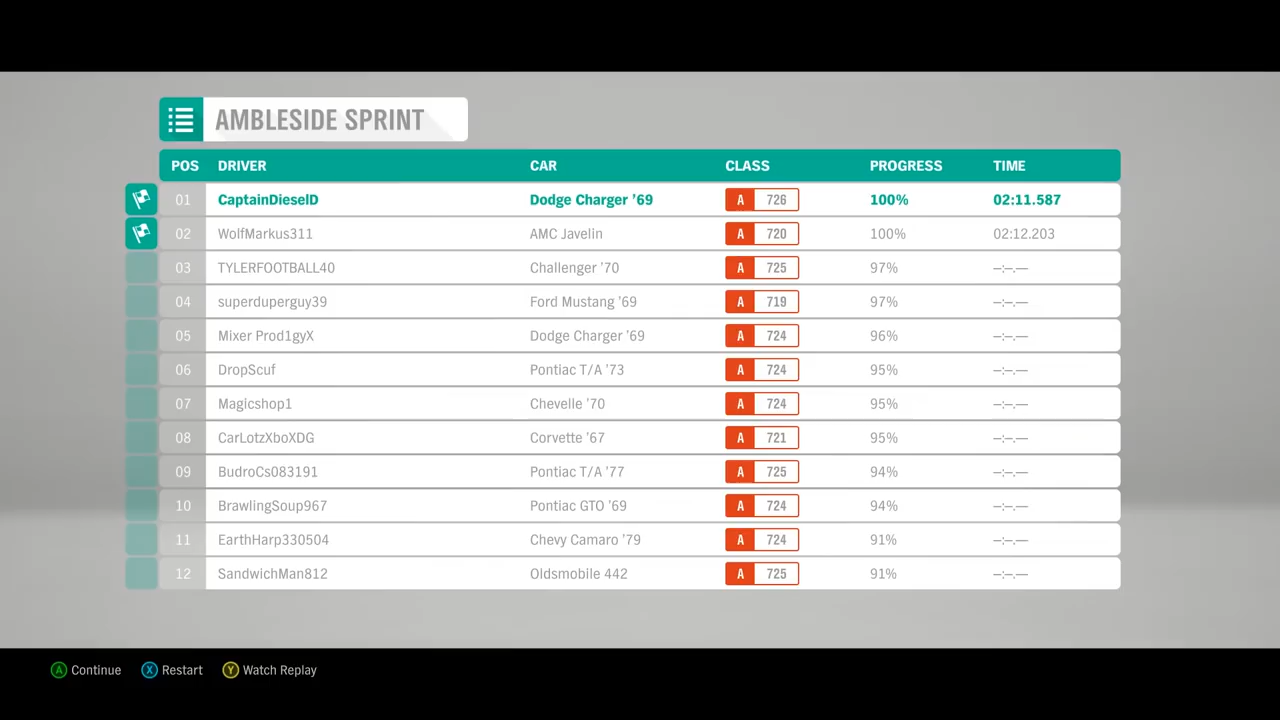 AMBLESIDE SPRINT
POS DRIVER CAR CLASS PROGRESS TIME
01 CaptainDieselD Dodge Charger ’69 A 726 100% 02:11.587
02 WolfMarkus311 AMC Javelin A 720 100% 02:12.203
03 TYLERFOOTBALL40 Challenger ’70 A 725 97% —:—.—
04 superduperguy39 Ford Mustang ’69 A 719 97% —:—.—
05 Mixer Prod1gyX Dodge Charger ’69 A 724 96% —:—.—
06 DropScuf Pontiac T/A ’73 A 724 95% —:—.—
07 Magicshop1 Chevelle ’70 A 724 95% —:—.—
08 CarLotzXboXDG Corvette ’67 A 721 95% —:—.—
09 BudroCs083191 Pontiac T/A ’77 A 725 94% —:—.—
10 BrawlingSoup967 Pontiac GTO ’69 A 724 94% —:—.—
11 EarthHarp330504 Chevy Camaro ’79 A 724 91% —:—.—
12 SandwichMan812 Oldsmobile 442 A 725 91% —:—.—
A Continue X Restart Y Watch Replay